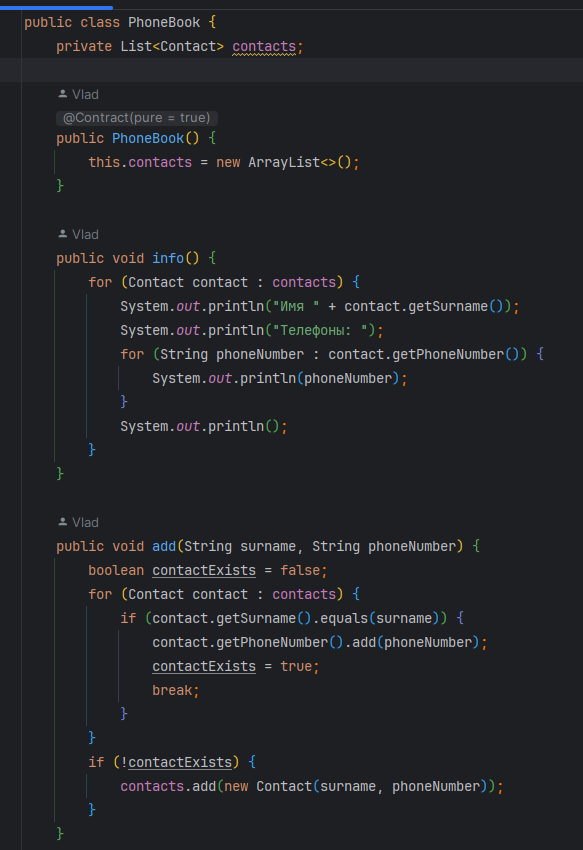 public class PhoneBook {
    private List<Contact> contacts;

    Vlad
    @Contract(pure = true)
    public PhoneBook() {
        this.contacts = new ArrayList<>();
    }

    Vlad
    public void info() {
        for (Contact contact : contacts) {
            System.out.println("Имя " + contact.getSurname());
            System.out.println("Телефоны: ");
            for (String phoneNumber : contact.getPhoneNumber()) {
                System.out.println(phoneNumber);
            }
            System.out.println();
        }
    }

    Vlad
    public void add(String surname, String phoneNumber) {
        boolean contactExists = false;
        for (Contact contact : contacts) {
            if (contact.getSurname().equals(surname)) {
                contact.getPhoneNumber().add(phoneNumber);
                contactExists = true;
                break;
            }
        }
        if (!contactExists) {
            contacts.add(new Contact(surname, phoneNumber));
        }
    }